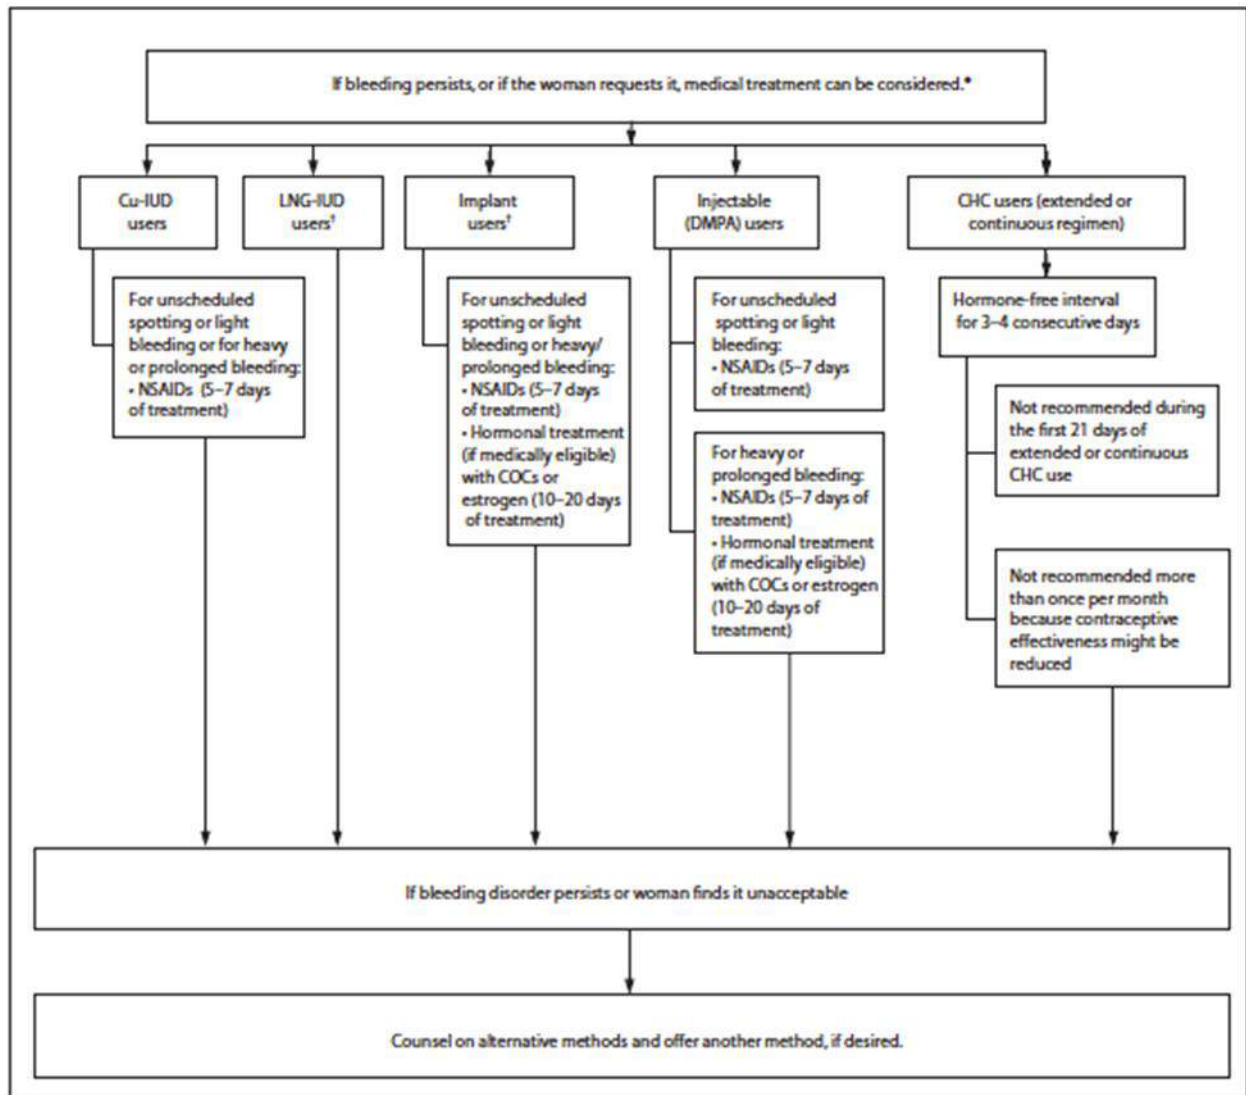 If bleeding persists, or if the woman requests it, medical treatment can be considered.*
Cu-IUD
users
LNG-IUD
users†
Implant
users†
Injectable
(DMPA) users
CHC users (extended or
continuous regimen)
For unscheduled
spotting or light
bleeding or for heavy
or prolonged bleeding:
• NSAIDs (5–7 days
of treatment)
For unscheduled
spotting or light
bleeding or heavy/
prolonged bleeding:
• NSAIDs (5–7 days
of treatment)
• Hormonal treatment
(if medically eligible)
with COCs or
estrogen (10–20 days
of treatment)
For unscheduled
spotting or light
bleeding:
• NSAIDs (5–7 days
of treatment)
For heavy or
prolonged bleeding:
• NSAIDs (5–7 days of
treatment)
• Hormonal treatment
(if medically eligible)
with COCs or estrogen
(10–20 days of
treatment)
Hormone-free interval
for 3–4 consecutive days
Not recommended during
the first 21 days of
extended or continuous
CHC use
Not recommended more
than once per month
because contraceptive
effectiveness might be
reduced
If bleeding disorder persists or woman finds it unacceptable
Counsel on alternative methods and offer another method, if desired.